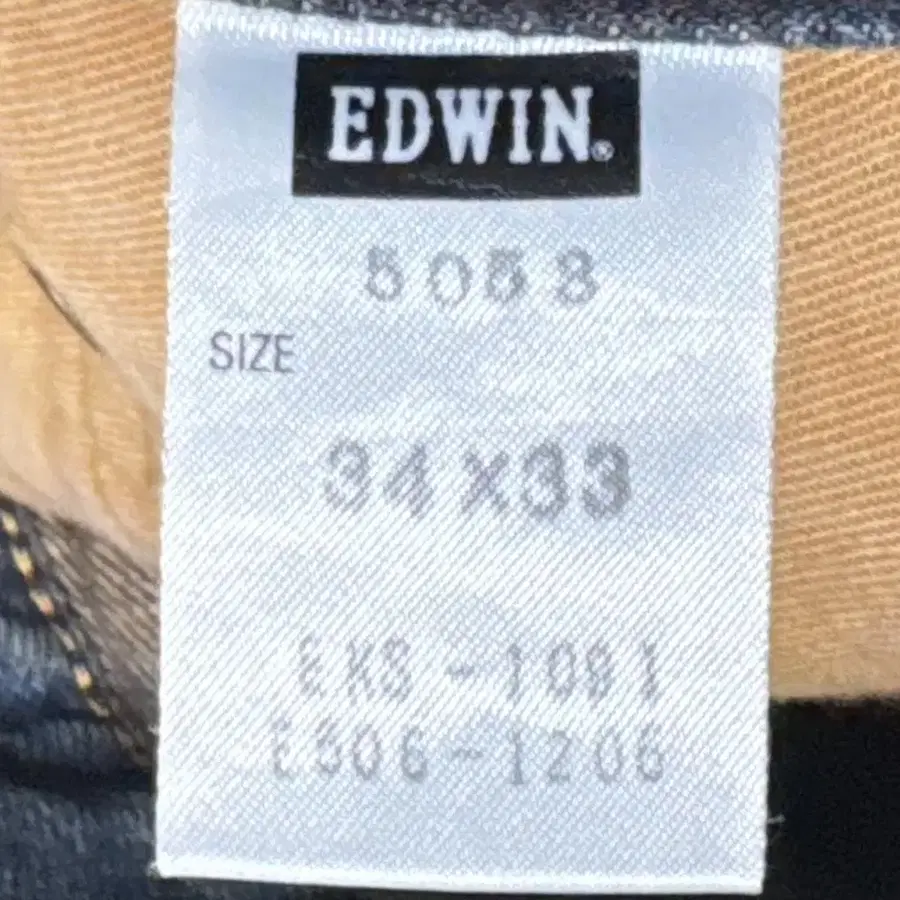 EDWIN®
5053
SIZE
34X33
EKS-1091
E506-1206